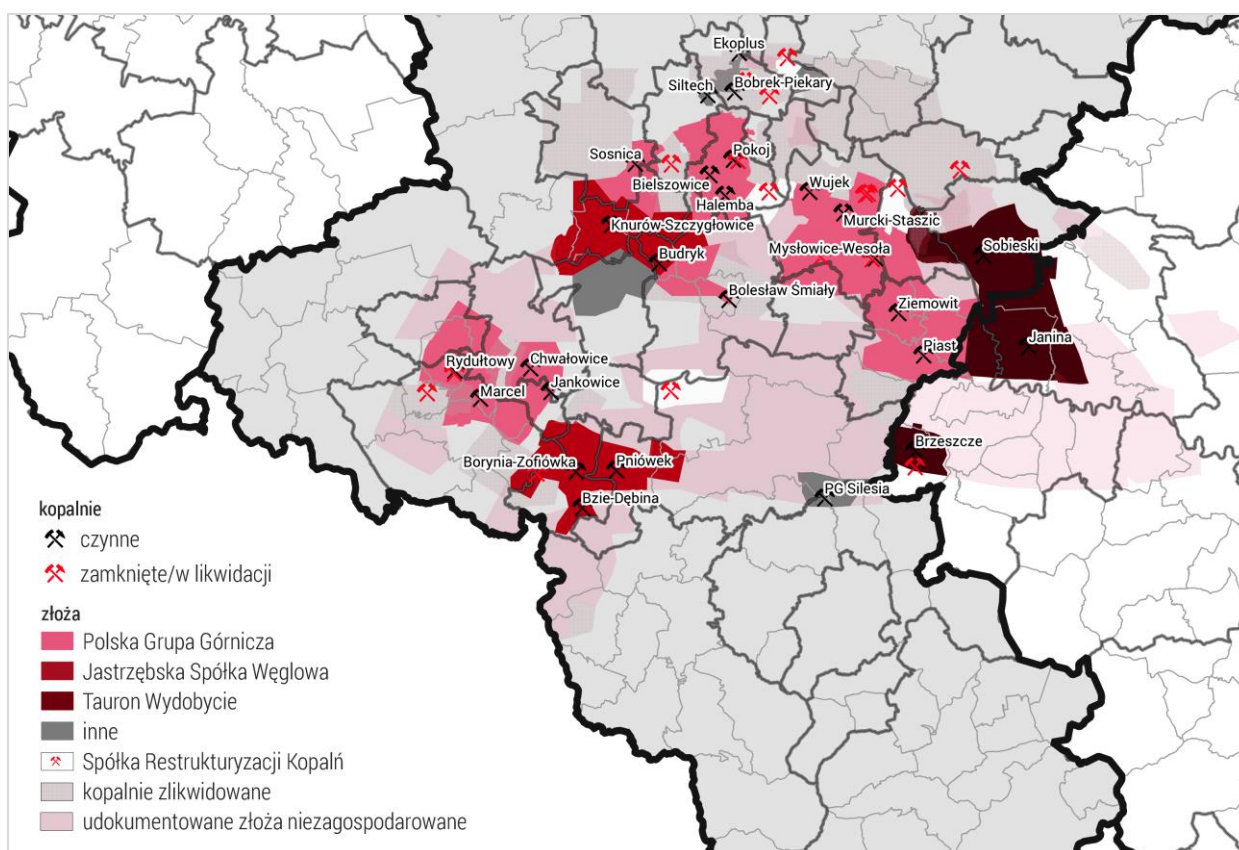 Ekoplus
Siltech
Bobrek-Piekary
Sosnica
Pokoj
Bielszowice
Wujek
Halemba
Murcki-Staszic
Knurów-Szczygłowice
Mysłowice-Wesoła
Sobieski
Budryk
Bolesław Śmiały
Ziemowit
Janina
Rydułtowy
Chwałowice
Piast
Marcel
Jankowice
Brzeszcze
Borynia-Zofiówka
Pniówek
Bzie-Dębina
PG Silesia
kopalnie
czynne
zamknięte/w likwidacji
złoża
Polska Grupa Górnicza
Jastrzębska Spółka Węglowa
Tauron Wydobycie
inne
Spółka Restrukturyzacji Kopalń
kopalnie zlikwidowane
udokumentowane złoża niezagospodarowane